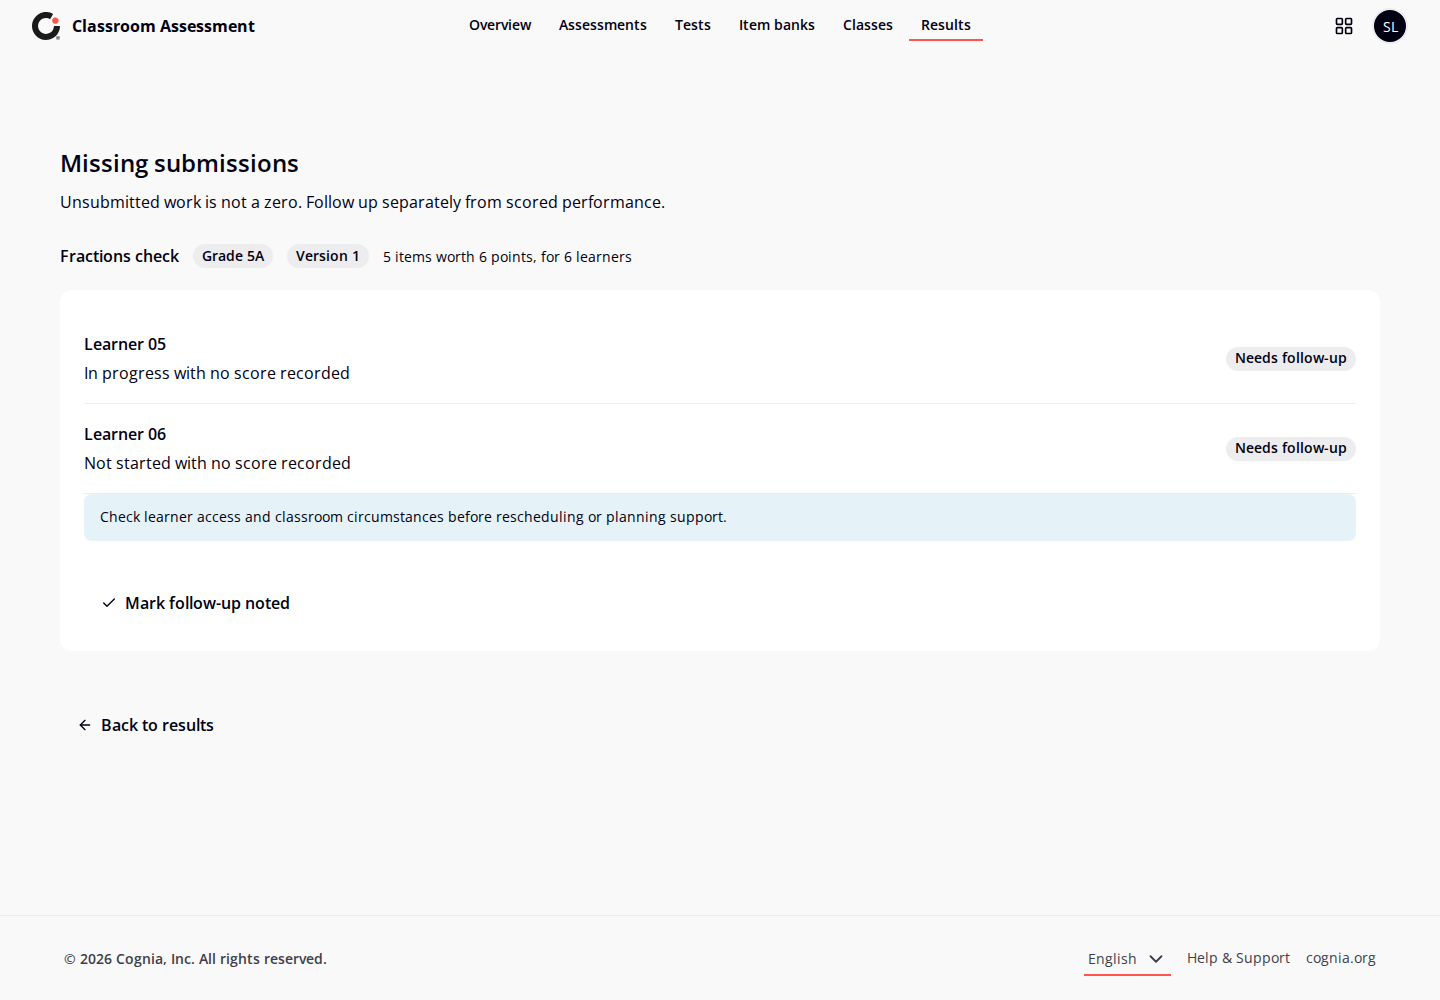 Classroom Assessment
Overview
Assessments
Tests
Item banks
Classes
Results
SL
Missing submissions
Unsubmitted work is not a zero. Follow up separately from scored performance.
Fractions check
Grade 5A
Version 1
5 items worth 6 points, for 6 learners
Learner 05
In progress with no score recorded
Needs follow-up
Learner 06
Not started with no score recorded
Needs follow-up
Check learner access and classroom circumstances before rescheduling or planning support.
Mark follow-up noted
Back to results
© 2026 Cognia, Inc. All rights reserved.
English
Help & Support
cognia.org